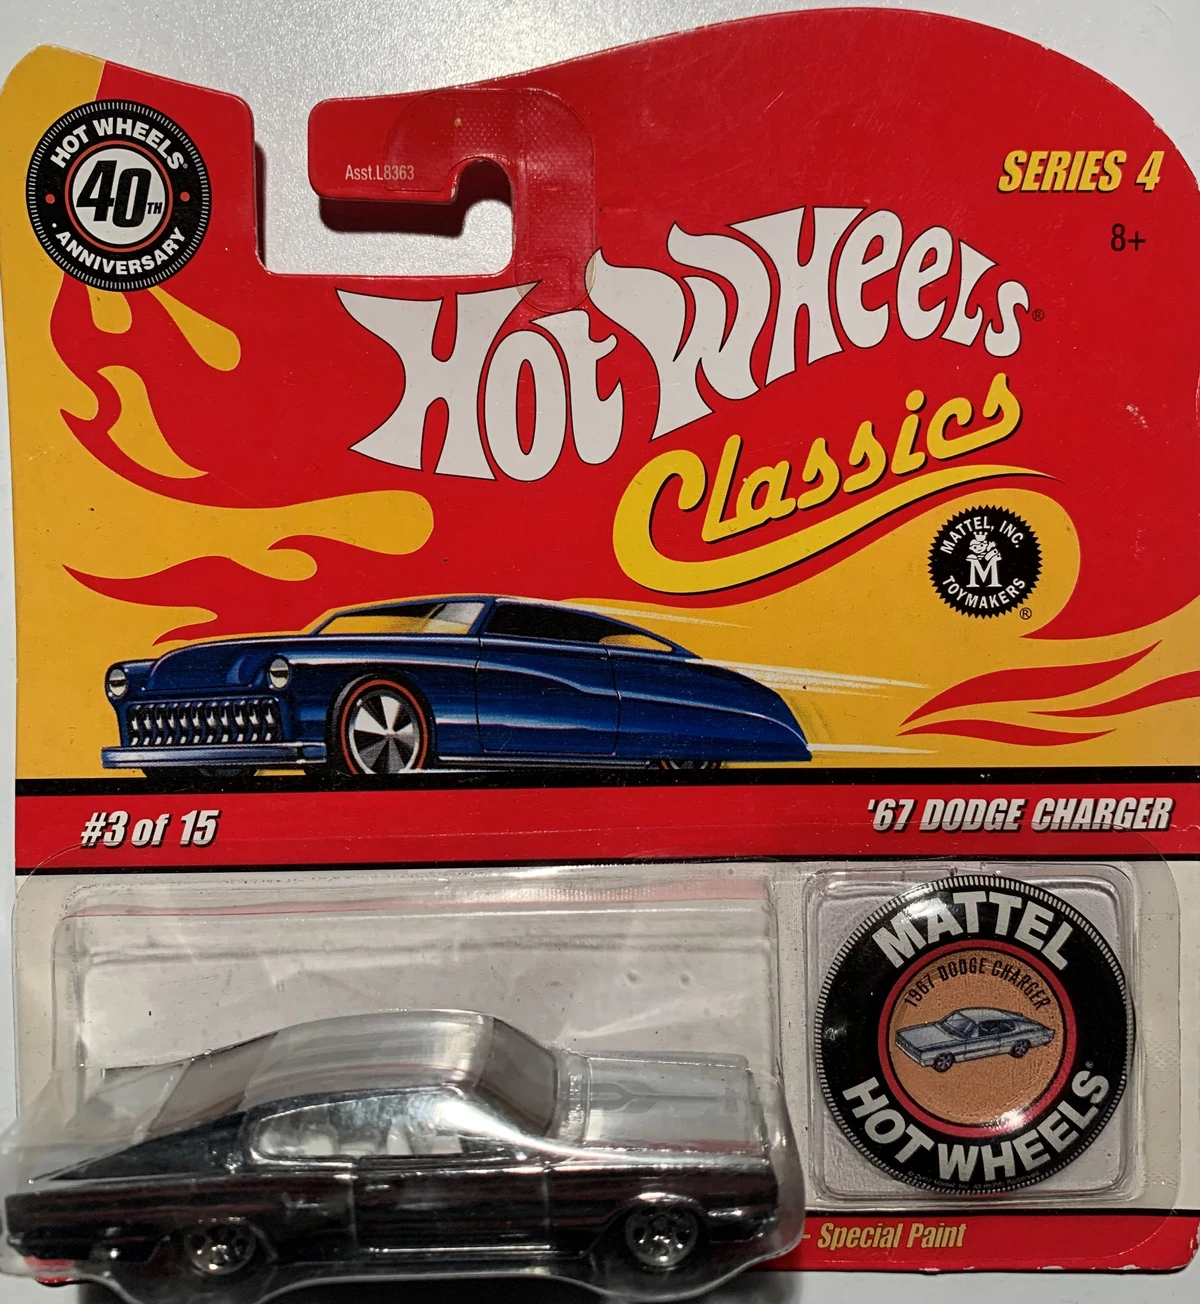 HOT WHEELS®
40TH
ANNIVERSARY
Asst.L8363
SERIES 4
8+
HOT WHEELS®
Classics
MATTEL, INC.
M
TOYMAKERS
®
#3 of 15
'67 DODGE CHARGER
MATTEL
1967 DODGE CHARGER
HOT WHEELS®
- Special Paint